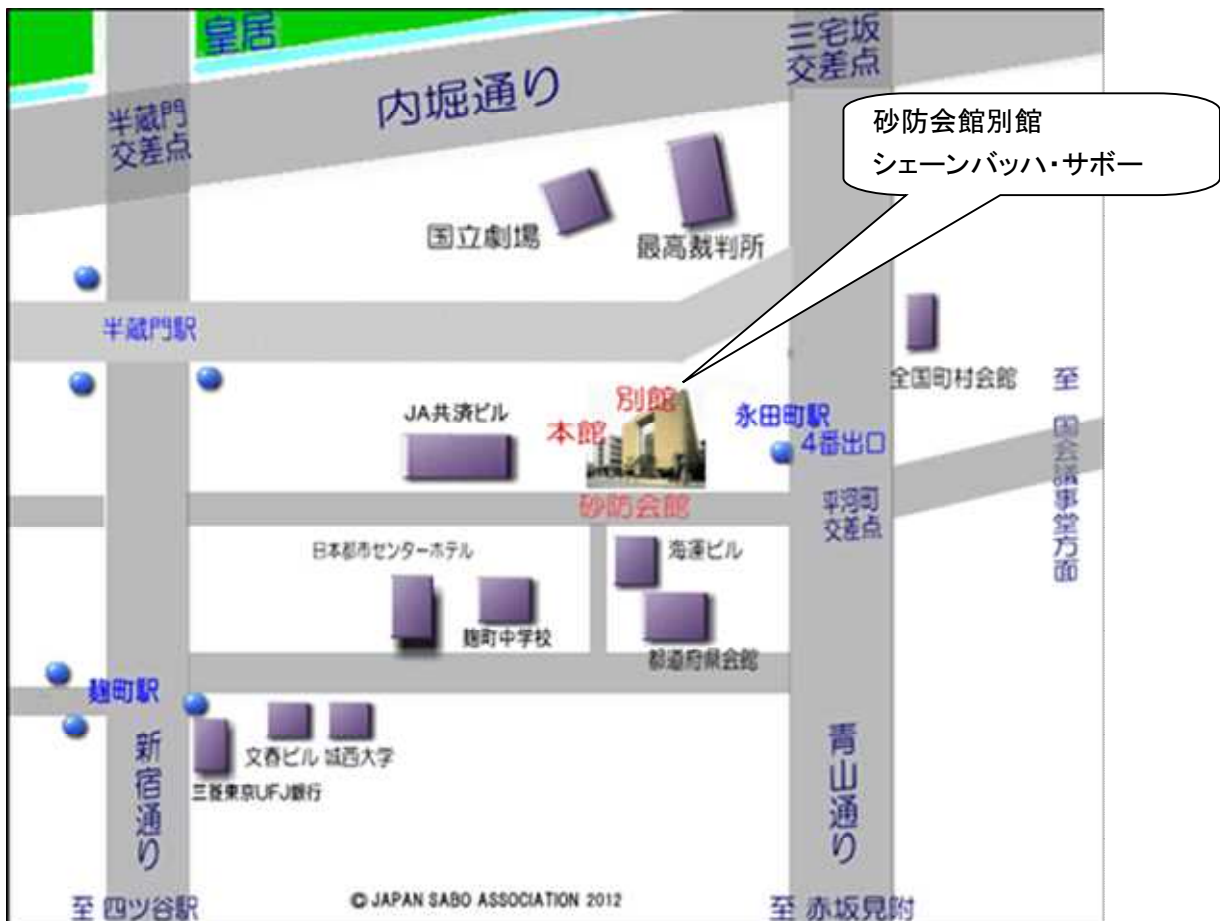 皇居
三宅坂
交差点
内堀通り
半蔵門
交差点
砂防会館別館
シェーンバッハ・サボー
国立劇場
最高裁判所
半蔵門駅
全国町村会館
至 国会議事堂方面
別館
JA共済ビル
本館
永田町駅
4番出口
砂防会館
平河町
交差点
日本都市センターホテル
海運ビル
麹町中学校
都道府県会館
麹町駅
文春ビル
城西大学
三菱東京UFJ銀行
新宿通り
青山通り
至 四ツ谷駅
© JAPAN SABO ASSOCIATION 2012
至 赤坂見附